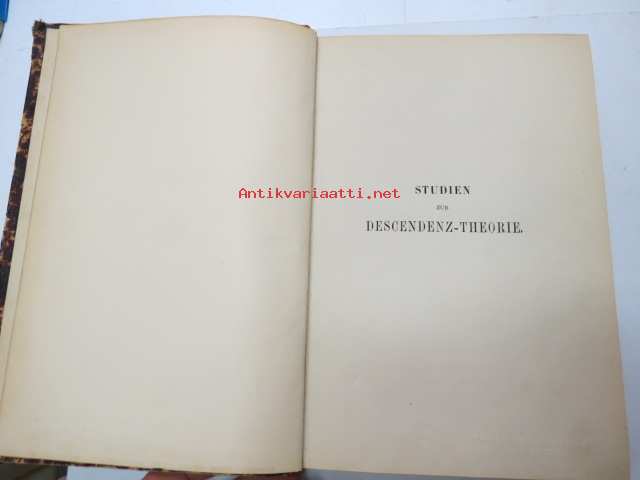 Antikvariaatti.net
STUDIEN
ZUR
DESCENDENZ-THEORIE.